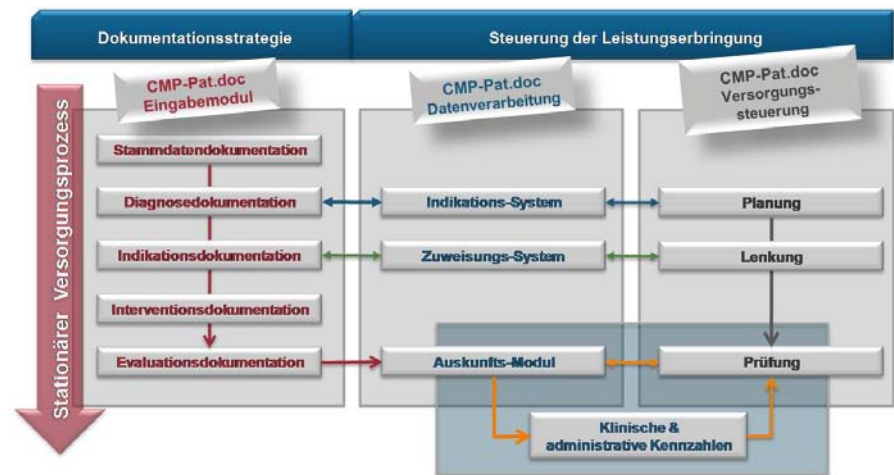 Dokumentationsstrategie
Steuerung der Leistungserbringung
CMP-Pat.doc
Eingabemodul
CMP-Pat.doc
Datenverarbeitung
CMP-Pat.doc
Versorgungs-
steuerung
Stationärer Versorgungsprozess
Stammdatendokumentation
Diagnosedokumentation
Indikations-System
Planung
Indikationsdokumentation
Zuweisungs-System
Lenkung
Interventionsdokumentation
Evaluationsdokumentation
Auskunfts-Modul
Prüfung
Klinische &
administrative Kennzahlen